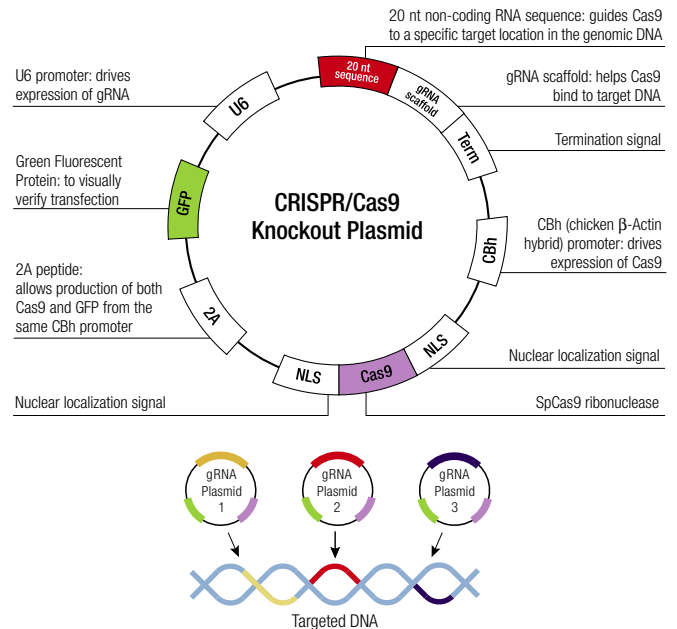 20 nt non-coding RNA sequence: guides Cas9
to a specific target location in the genomic DNA
U6 promoter: drives
expression of gRNA
20 nt
sequence
gRNA
scaffold
gRNA scaffold: helps Cas9
bind to target DNA
U6
Term
Termination signal
Green Fluorescent
Protein: to visually
verify transfection
GFP
CRISPR/Cas9
Knockout Plasmid
CBh
CBh (chicken β-Actin
hybrid) promoter: drives
expression of Cas9
2A peptide:
allows production of both
Cas9 and GFP from the
same CBh promoter
2A
NLS
Cas9
NLS
Nuclear localization signal
Nuclear localization signal
SpCas9 ribonuclease
gRNA
Plasmid
1
gRNA
Plasmid
2
gRNA
Plasmid
3
Targeted DNA